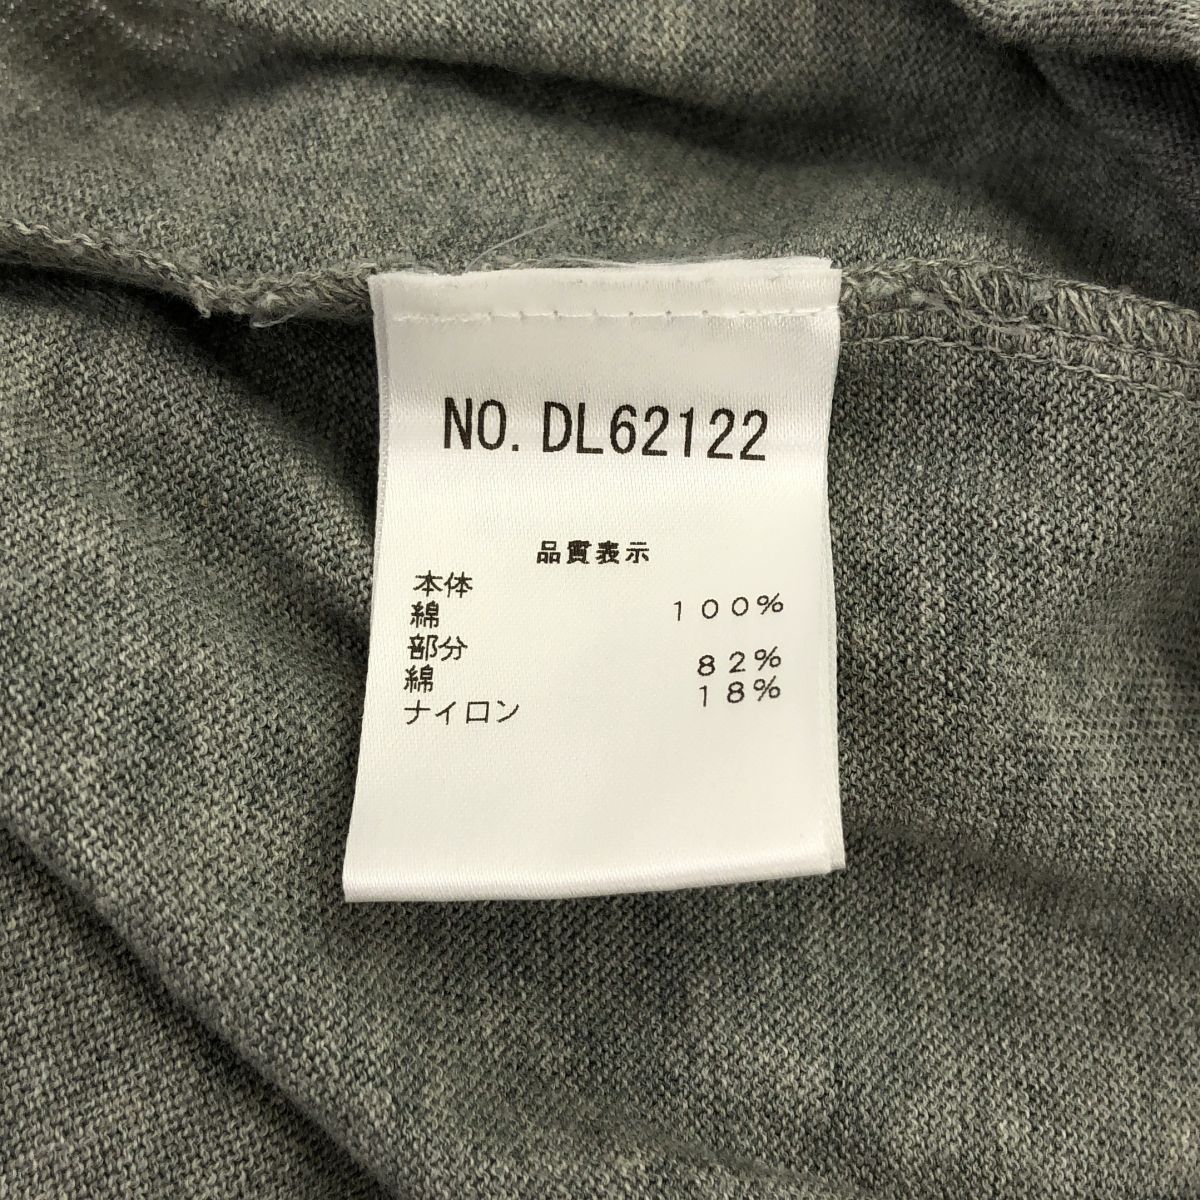 NO. DL62122
品質表示
本体
綿 100%
部分
綿 82%
ナイロン 18%